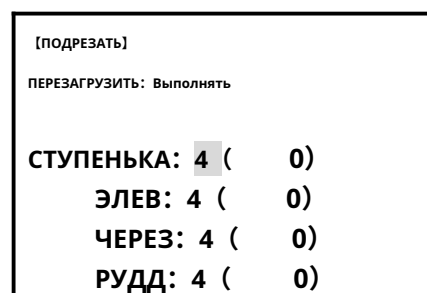 【ПОДРЕЗАТЬ】
ПЕРЕЗАГРУЗИТЬ: Выполнять
СТУПЕНЬКА: 4 ( 0)
ЭЛЕВ: 4 ( 0)
ЧЕРЕЗ: 4 ( 0)
РУДД: 4 ( 0)